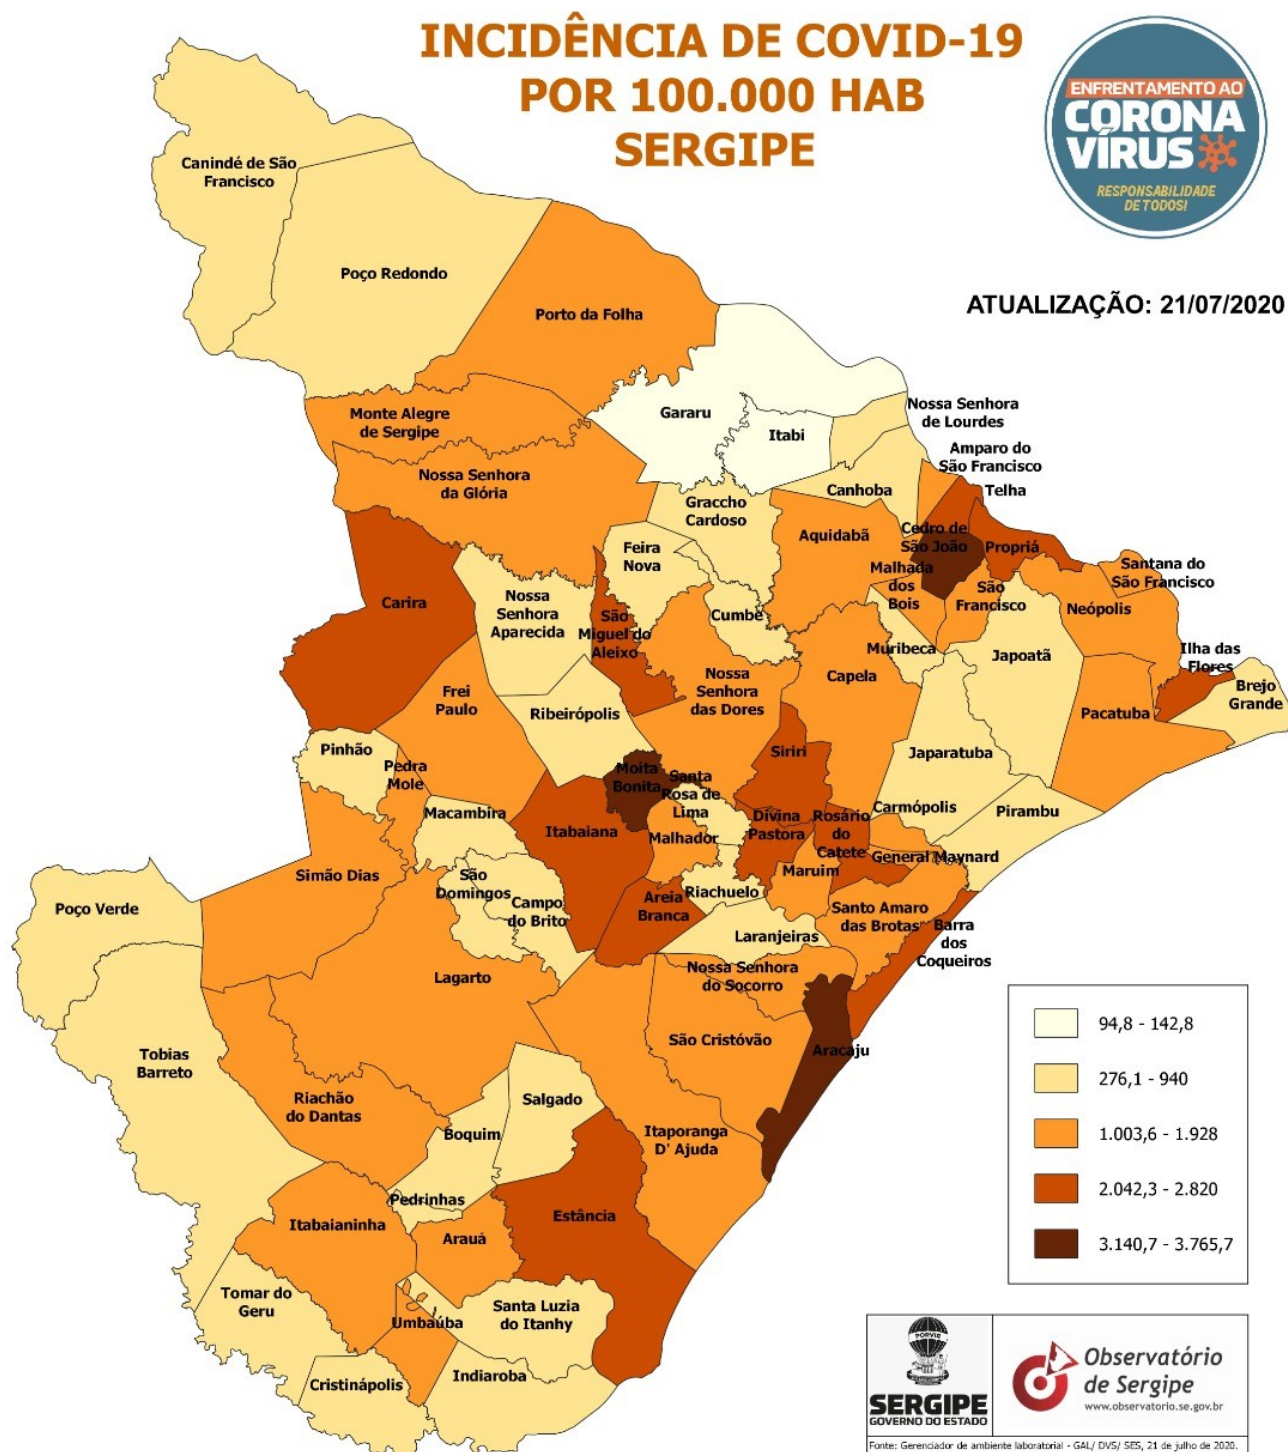 INCIDÊNCIA DE COVID-19
POR 100.000 HAB
SERGIPE
ENFRENTAMENTO AO
CORONA
VÍRUS
RESPONSABILIDADE
DE TODOS!
ATUALIZAÇÃO: 21/07/2020
Canindé de São
Francisco
Poço Redondo
Porto da Folha
Monte Alegre
de Sergipe
Gararu
Itabi
Nossa Senhora
de Lourdes
Amparo do
São Francisco
Telha
Nossa Senhora
da Glória
Canhoba
Graccho
Cardoso
Aquidabã
Cedro de
São João
Propriá
Feira
Nova
Malhada
dos
Bois
São
Francisco
Santana do
São Francisco
Neópolis
Carira
Nossa
Senhora
Aparecida
São
Miguel do
Aleixo
Cumbe
Muribeca
Japoatã
Ilha das
Flores
Brejo
Grande
Frei
Paulo
Ribeirópolis
Nossa
Senhora
das Dores
Capela
Pacatuba
Pinhão
Pedra
Mole
Moita
Bonita
Santa
Rosa de
Lima
Siriri
Japaratuba
Carmópolis
Pirambu
Macambira
Itabaiana
Malhador
Divina
Pastora
Rosário
do
Catete
General Maynard
Simão Dias
São
Domingos
Campo
do Brito
Areia
Branca
Riachuelo
Maruim
Santo Amaro
das Brotas
Barra
dos
Coqueiros
Poço Verde
Laranjeiras
Lagarto
Nossa Senhora
do Socorro
São Cristóvão
Aracaju
Tobias
Barreto
Riachão
do Dantas
Salgado
Boquim
Itaporanga
D' Ajuda
Pedrinhas
Itabaianinha
Arauá
Estância
Tomar do
Geru
Umbaúba
Santa Luzia
do Itanhy
Cristinápolis
Indiaroba
94,8 - 142,8
276,1 - 940
1.003,6 - 1.928
2.042,3 - 2.820
3.140,7 - 3.765,7
PORVIR
SERGIPE
GOVERNO DO ESTADO
Observatório
de Sergipe
www.observatorio.se.gov.br
Fonte: Gerenciador de ambiente laboratorial - GAL/ DVS/ SES, 21 de julho de 2020.